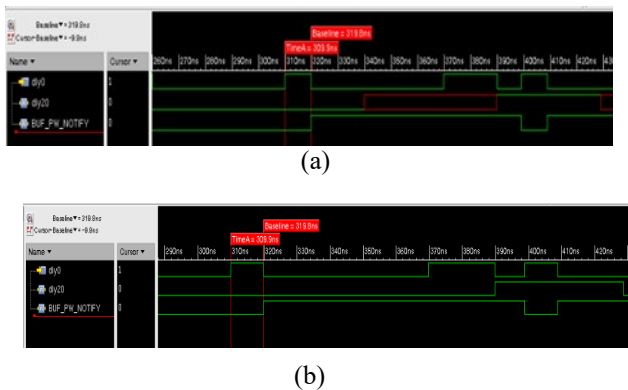 Baseline▼=319.8ns
Cursor-Baseline▼=-9.9ns
Baseline = 319.8ns
TimeA = 309.9ns
Name▼ Cursor▼ 260ns 270ns 280ns 290ns 300ns 310ns 320ns 330ns 340ns 350ns 360ns 370ns 380ns 390ns 400ns 410ns 420ns 43
dly0 1
dly20 0
BUF_PW_NOTIFY 0
(a)
Baseline▼=319.8ns
Cursor-Baseline▼=-9.9ns
Baseline = 319.8ns
TimeA = 309.9ns
Name▼ Cursor▼ 290ns 300ns 310ns 320ns 330ns 340ns 350ns 360ns 370ns 380ns 390ns 400ns 410ns 420ns
dly0 1
dly20 0
BUF_PW_NOTIFY 0
(b)